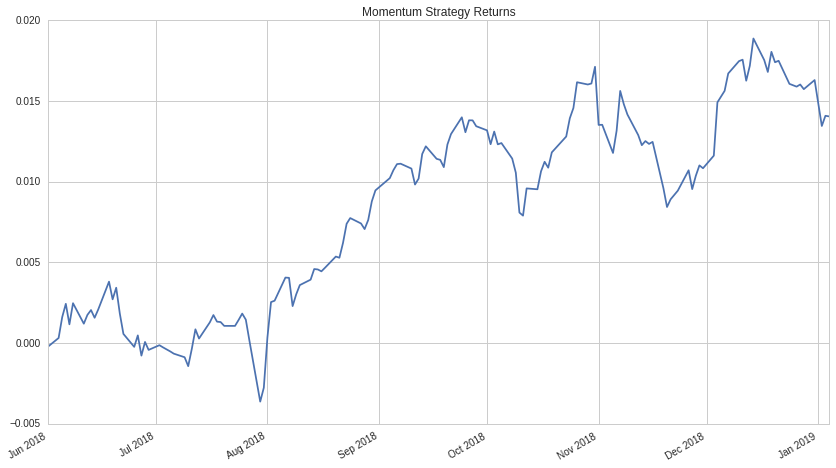 Momentum Strategy Returns
0.020
0.015
0.010
0.005
0.000
−0.005
Jun 2018
Jul 2018
Aug 2018
Sep 2018
Oct 2018
Nov 2018
Dec 2018
Jan 2019